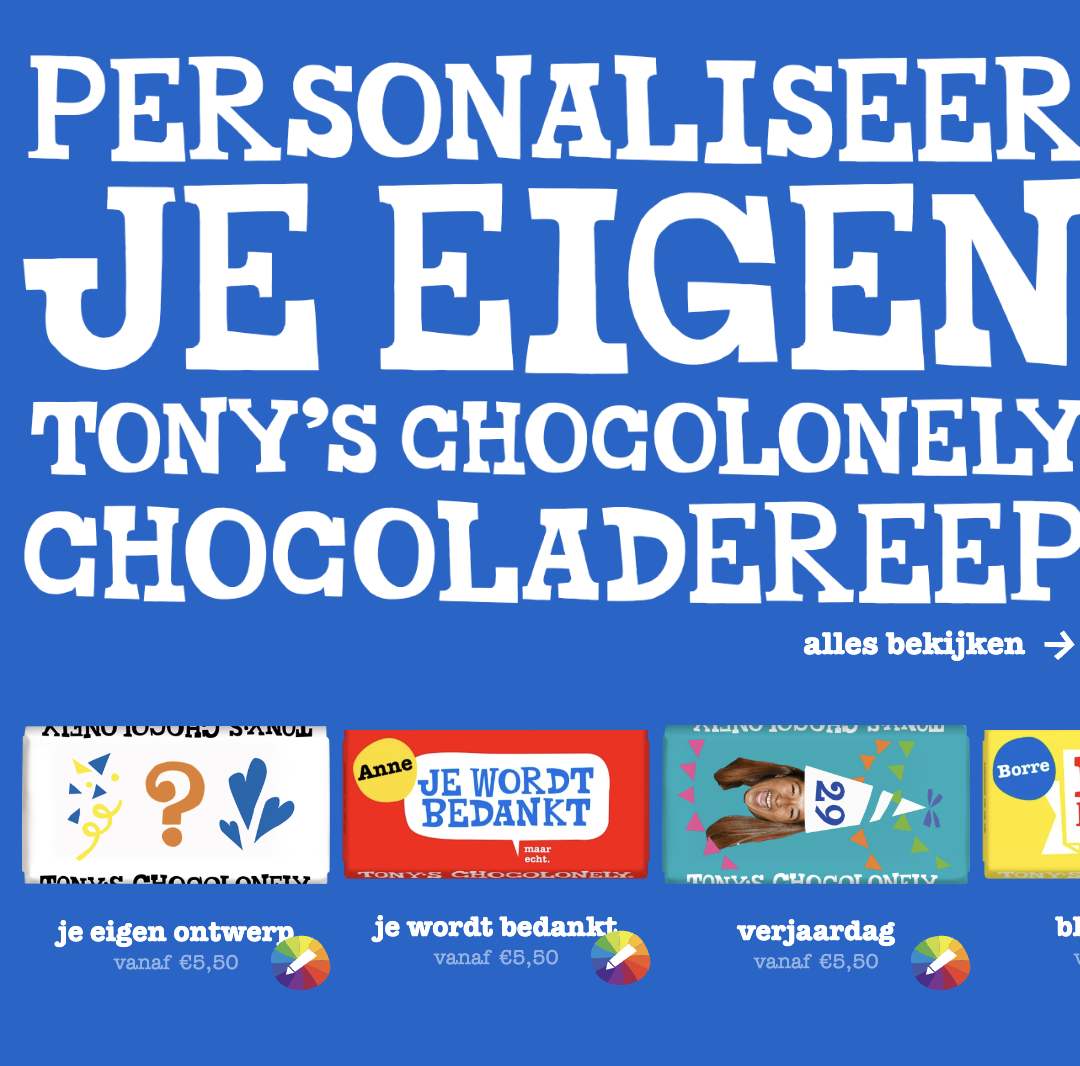 PERSONALISEER
JE EIGEN
TONY'S CHOCOLONELY
CHOCOLADEREEP
alles bekijken →
TONY'S CHOCOLONELY
?
TONY'S CHOCOLONELY
je eigen ontwerp
vanaf €5,50
Anne
JE WORDT
BEDANKT
maar
echt.
TONY'S CHOCOLONELY
je wordt bedankt
vanaf €5,50
TONY'S CHOCOLONELY
29
TONY'S CHOCOLONELY
verjaardag
vanaf €5,50
Borre